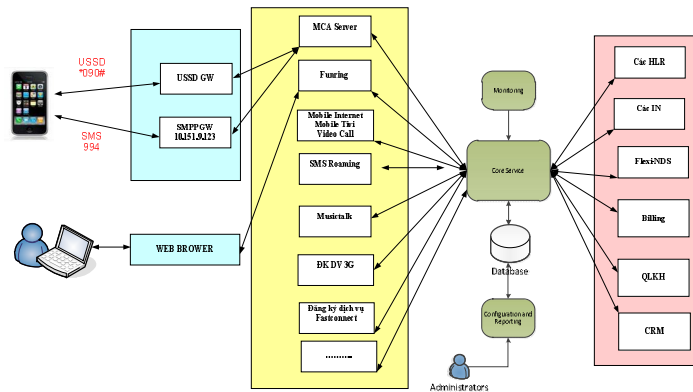 USSD
*090#
SMS
994
USSD GW
SMPPGW
10.151.9.123
WEB BROWER
MCA Server
Funring
Mobile Internet
Mobile Tivi
Video Call
SMS Roaming
Musictalk
ĐK DV 3G
Đăng ký dịch vụ
Fastconnect
...........
Monitoring
Core Service
Database
Configuration and
Reporting
Administrators
Các HLR
Các IN
Flexi-NDS
Billing
QLKH
CRM